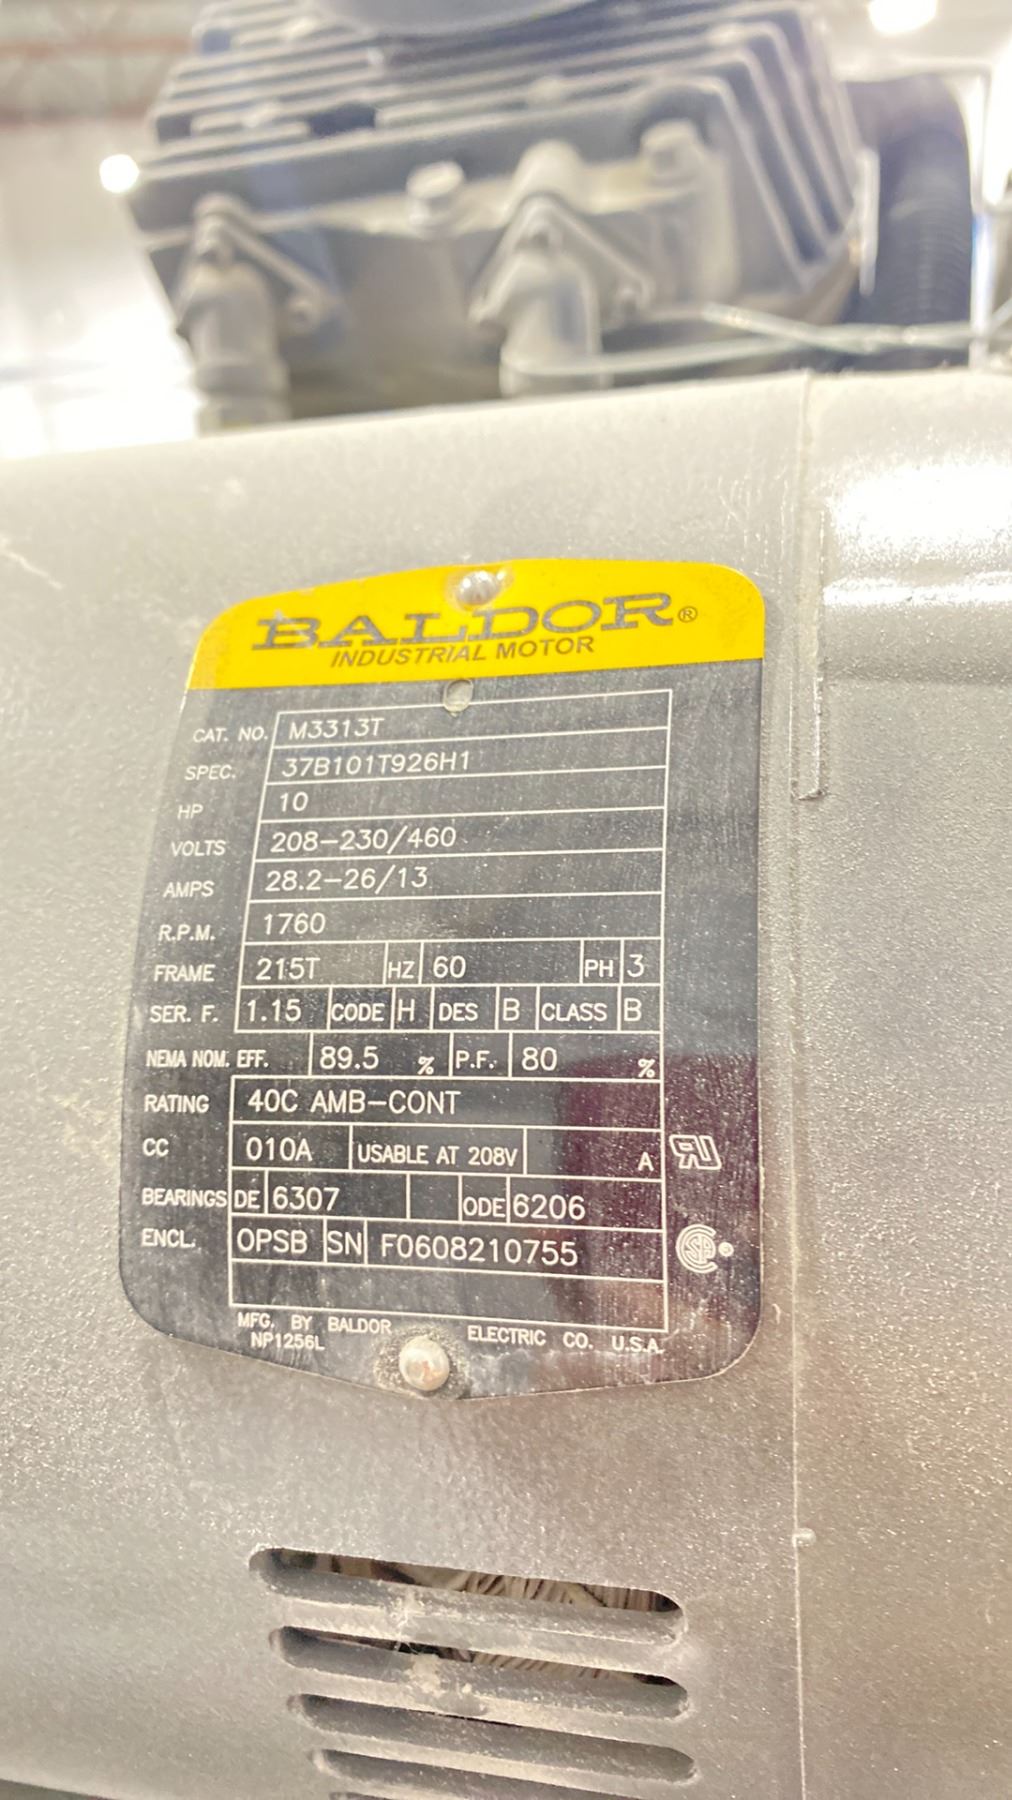 BALDOR®
INDUSTRIAL MOTOR
CAT. NO. M3313T
SPEC. 37B101T926H1
HP 10
VOLTS 208-230/460
AMPS 28.2-26/13
R.P.M. 1760
FRAME 215T HZ 60 PH 3
SER. F. 1.15 CODE H DES B CLASS B
NEMA NOM. EFF. 89.5 % P.F. 80 %
RATING 40C AMB-CONT
CC 010A USABLE AT 208V A
BEARINGS DE 6307 ODE 6206
ENCL. OPSB SN F0608210755
MFG. BY BALDOR ELECTRIC CO. U.S.A.
NP1256L